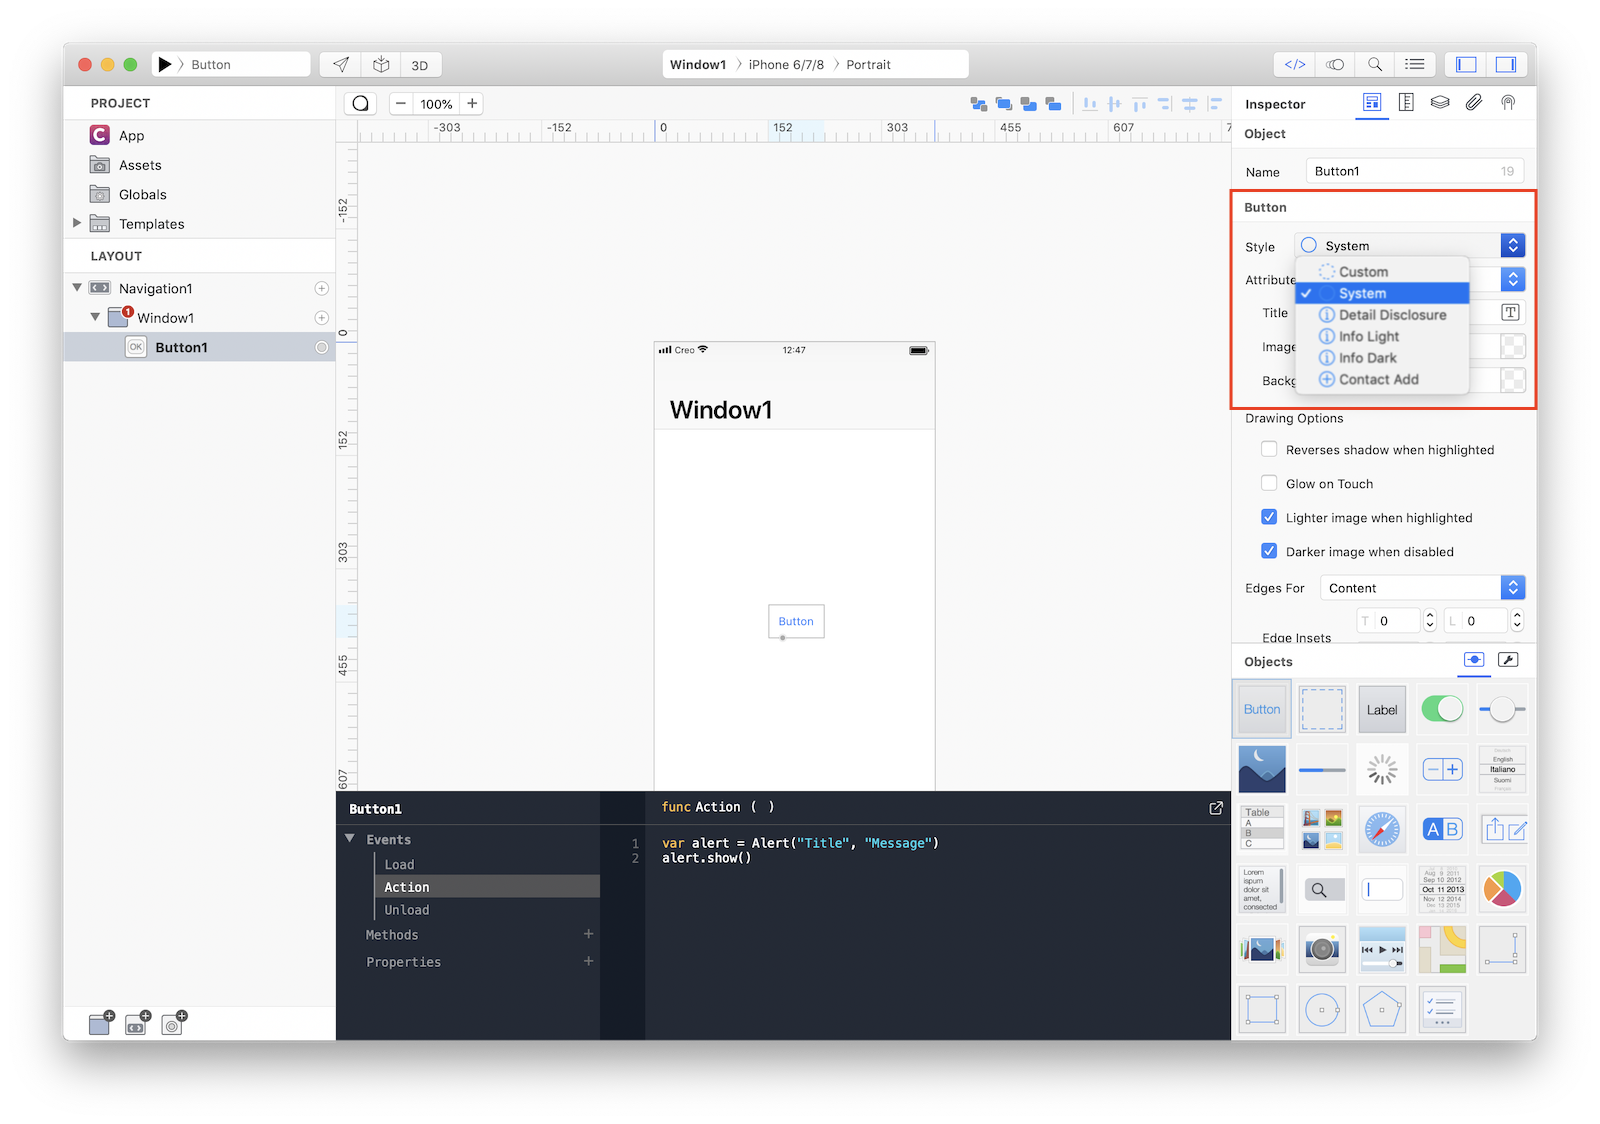 Button
3D
Window1 › iPhone 6/7/8 › Portrait
</>
PROJECT
App
Assets
Globals
Templates
LAYOUT
Navigation1
1
Window1
OK
Button1
100%
-303
-152
0
152
303
455
607
-152
0
152
303
455
607
Creo
12:47
Window1
Button
Inspector
Object
Name
Button1
19
Button
Style
System
Attribute
Custom
System
Detail Disclosure
Info Light
Info Dark
Contact Add
Title
T
Image
Backg
Drawing Options
Reverses shadow when highlighted
Glow on Touch
Lighter image when highlighted
Darker image when disabled
Edges For
Content
T 0
L 0
Edge Insets
Objects
Button
Label
English
Italiano
Suomi
Table
A
B
C
A B
Lorem
ipsum
dolor sit
amet,
consected
Aug 9 2011
Sep 10 2012
Oct 11 2013
Nov 12 2014
Dec 13 2015
Button1
Events
Load
Action
Unload
Methods
Properties
func Action ( )
1 var alert = Alert("Title", "Message")
2 alert.show()